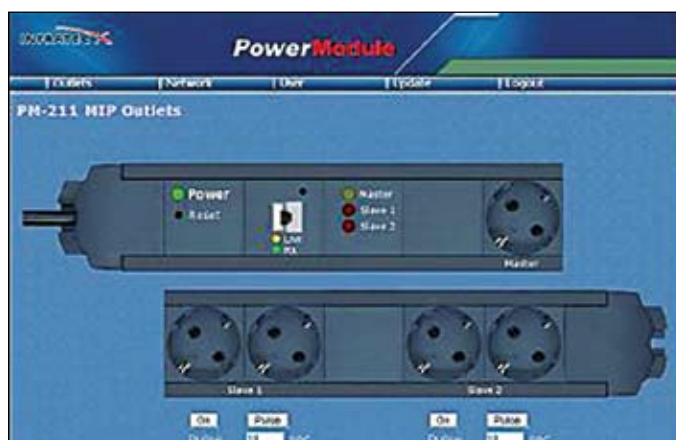 INFRATEC
PowerModule
Outlets Network User Update Logout
PM-211 MIP Outlets
Power
Reset
Link
RX
Master
Slave 1
Slave 2
Master
Slave 1 Slave 2
On Pulse On Pulse